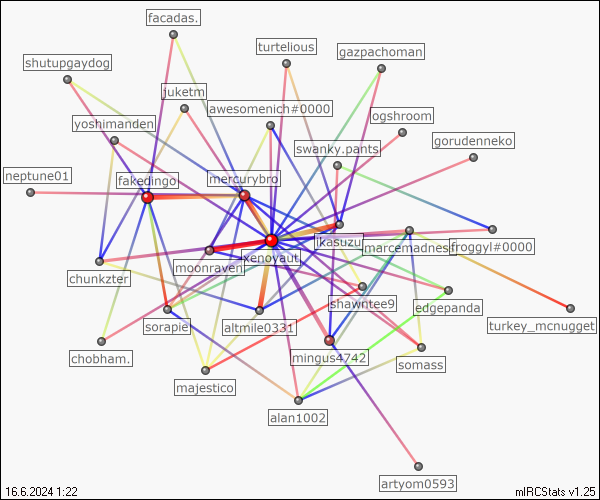 facadas.
turtelious
gazpachoman
shutupgaydog
juketm
awesomenich#0000
ogshroom
yoshimanden
gorudenneko
swanky.pants
neptune01
fakedingo
mercurybro
ikasuzu
marcemadness
froggyl#0000
xenoyaut
moonraven
chunkzter
shawntee9
edgepanda
sorapie
altmile0331
turkey_mcnugget
chobham.
mingus4742
somass
majestico
alan1002
artyom0593
16.6.2024 1:22
mIRCStats v1.25